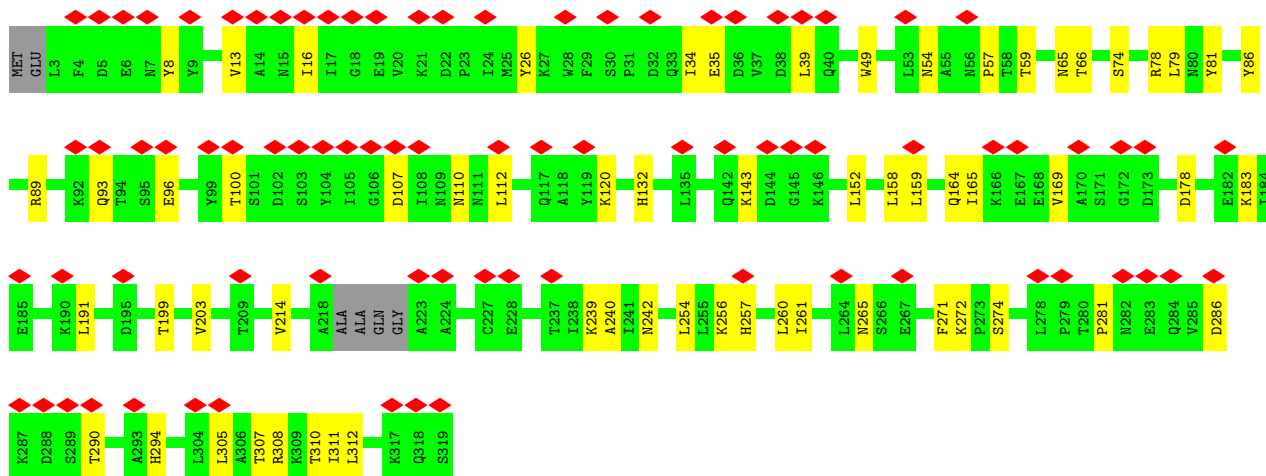 MET GLU L3 F4 D5 E6 N7 Y8 Y9 V13 A14 N15 I16 I17 G18 E19 V20 K21 D22 P23 I24 M25 Y26 K27 W28 F29 S30 P31 D32 Q33 I34 E35 D36 V37 D38 L39 Q40 W49 L53 N54 A55 N56 P57 T58 T59 N65 T66 S74 R78 L79 N80 Y81 Y86
R89 K92 Q93 T94 S95 E96 Y99 T100 S101 D102 S103 Y104 I105 G106 D107 I108 N109 N110 N111 L112 Q117 A118 Y119 K120 H132 L135 Q142 K143 D144 G145 K146 L152 L158 L159 Q164 I165 K166 E167 E168 V169 A170 S171 G172 D173 D178 E182 K183 I184
E185 K190 L191 D195 T199 V203 T209 V214 A218 ALA ALA GLN GLY A223 A224 C227 E228 T237 I238 K239 A240 I241 N242 L254 L255 K256 H257 L260 I261 L264 N265 S266 E267 F271 K272 P273 S274 L278 P279 T280 P281 N282 E283 Q284 V285 D286
K287 D288 S289 T290 A293 H294 L304 L305 A306 T307 R308 K309 T310 I311 L312 K317 Q318 S319